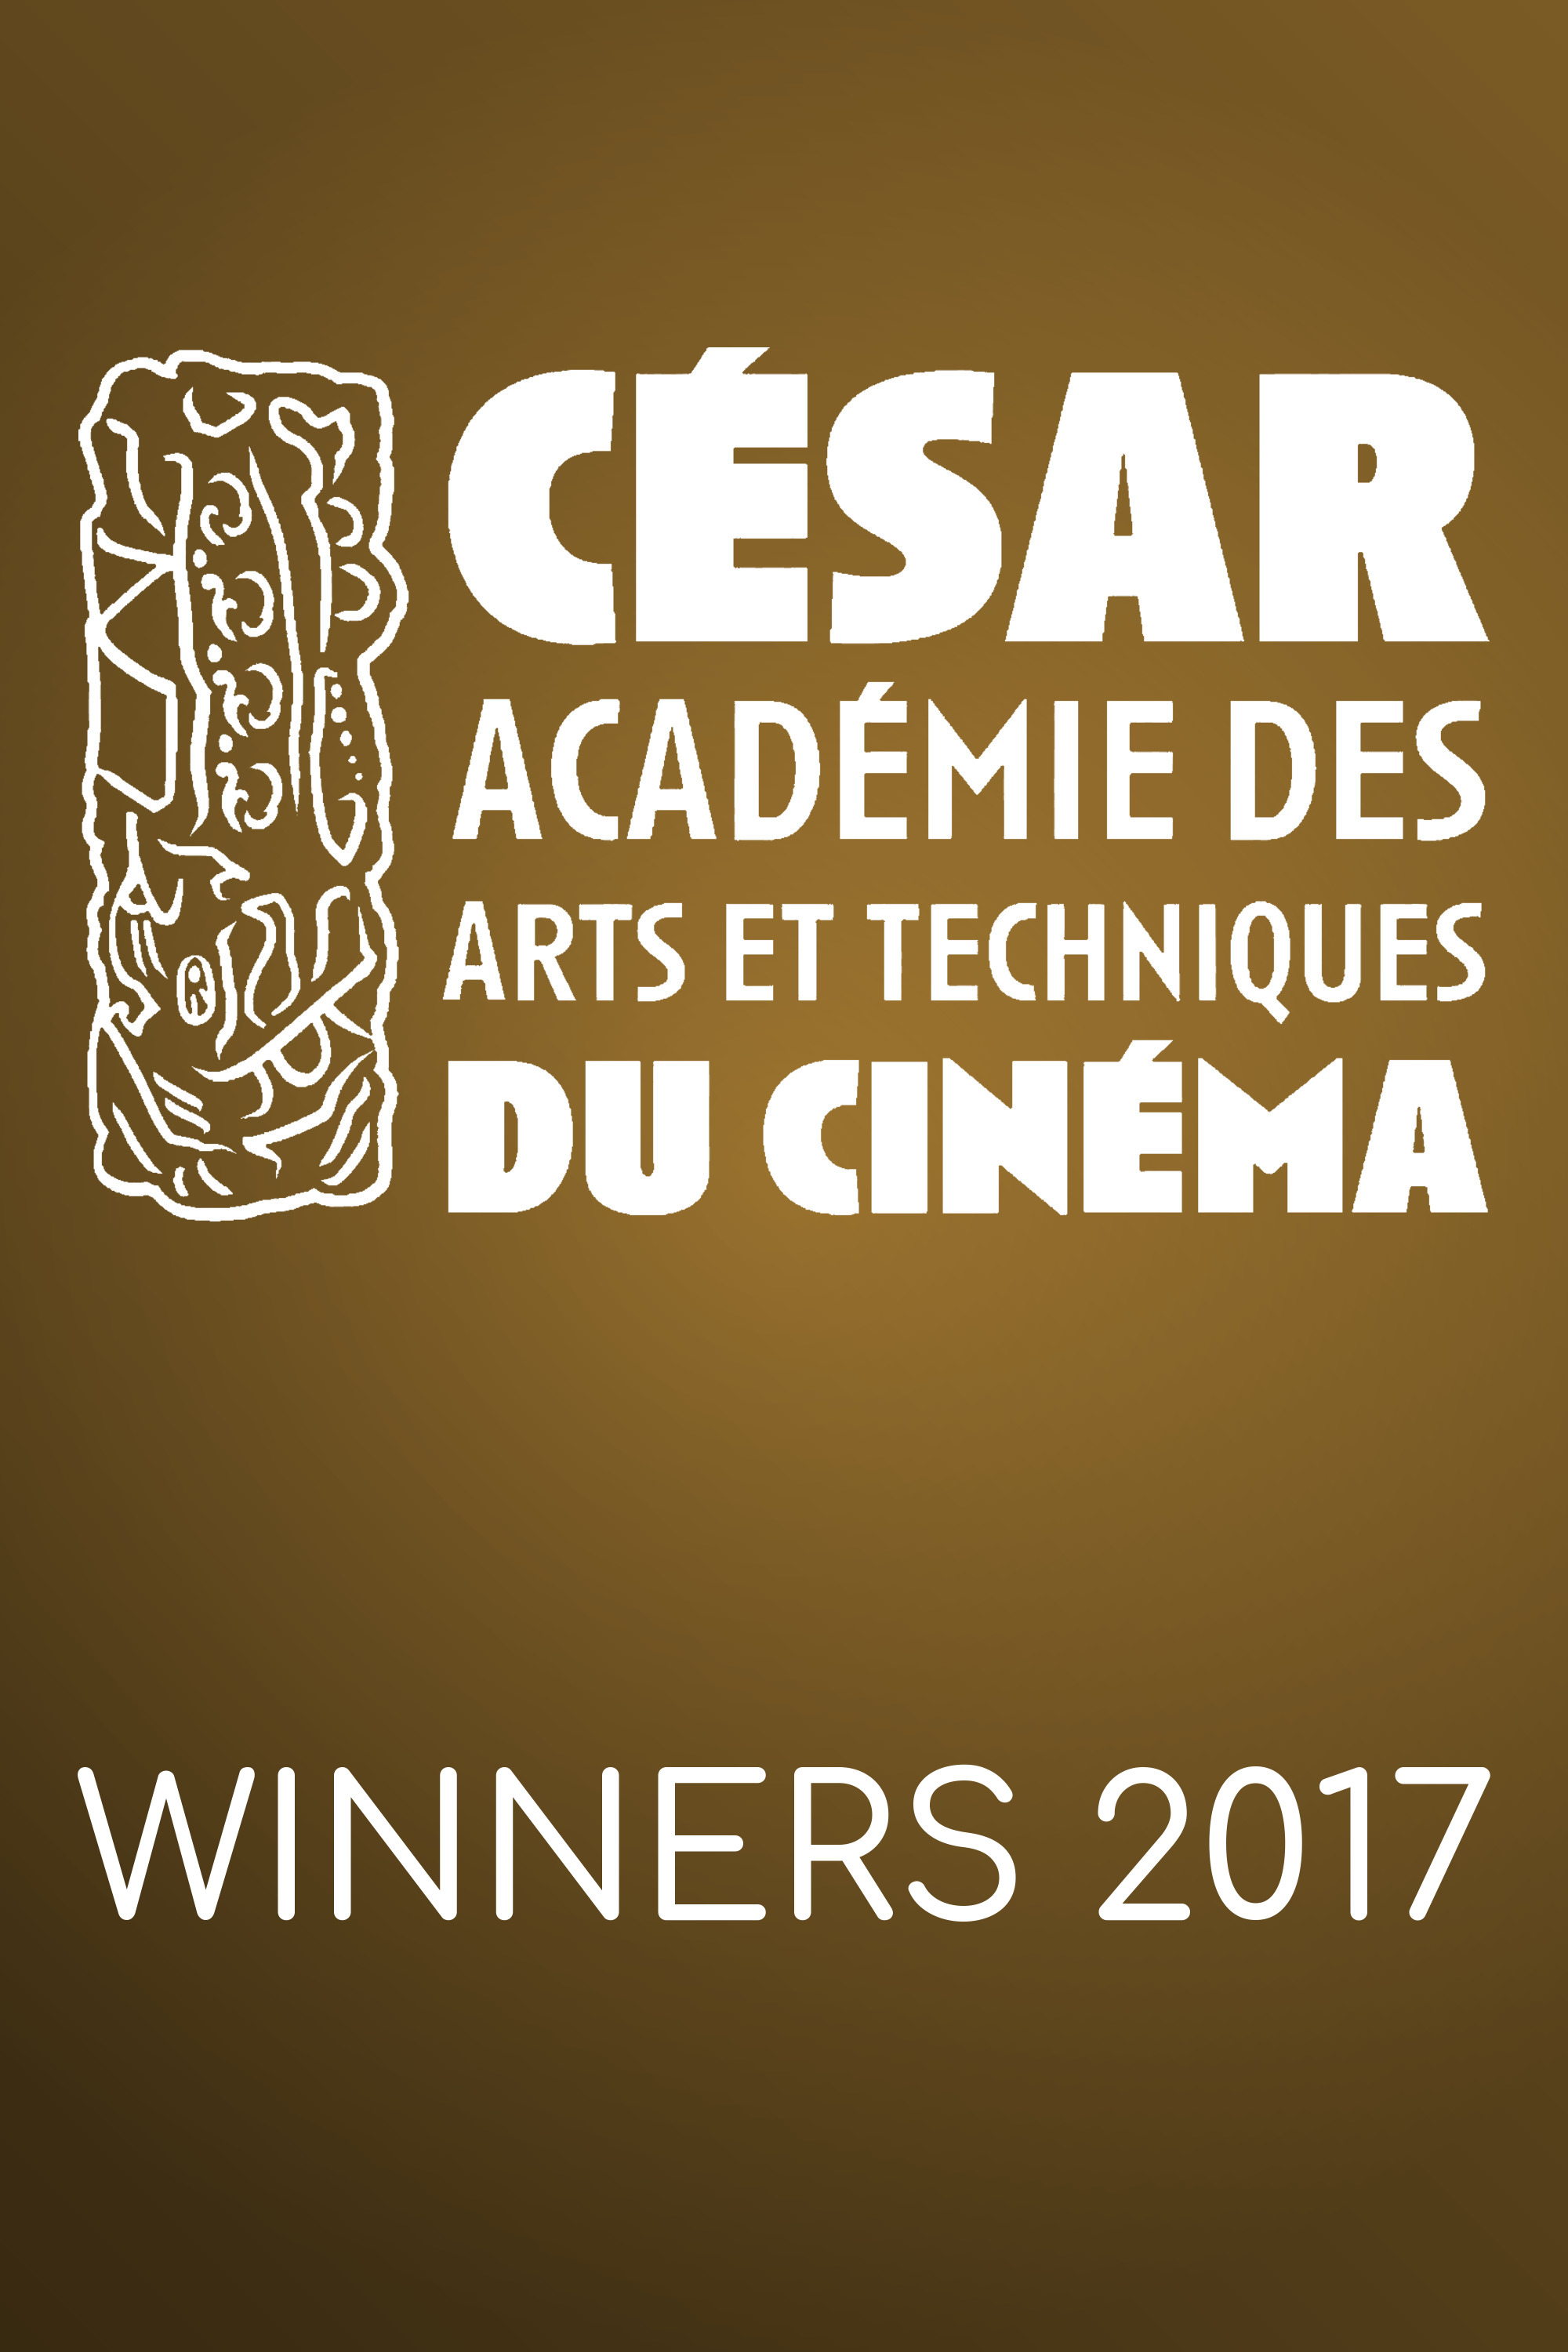 CÉSAR
ACADÉMIE DES
ARTS ET TECHNIQUES
DU CINÉMA
WINNERS 2017